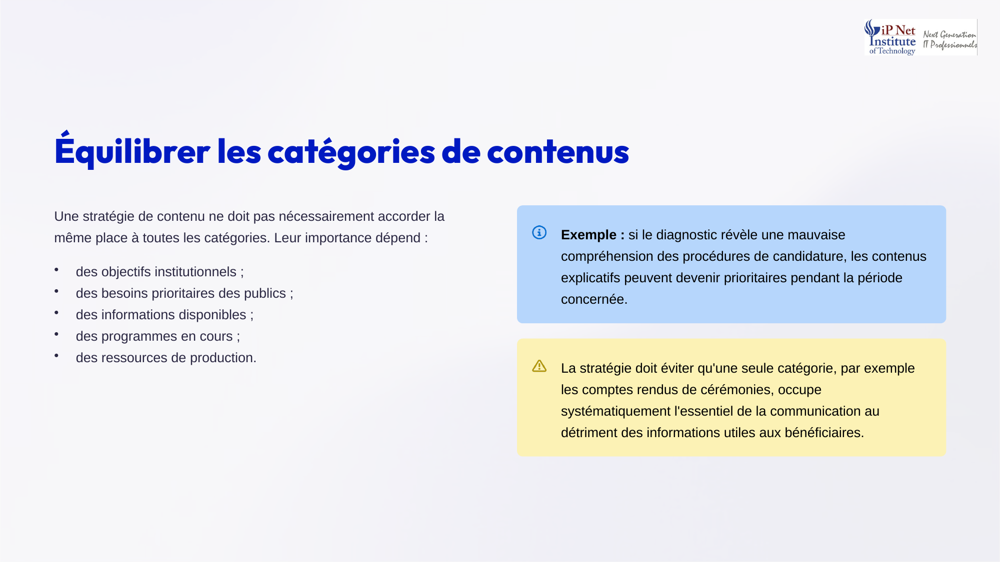 iP Net
Institute
of Technology
Next Generation
IT Professionnels
Équilibrer les catégories de contenus
Une stratégie de contenu ne doit pas nécessairement accorder la
même place à toutes les catégories. Leur importance dépend :
• des objectifs institutionnels ;
• des besoins prioritaires des publics ;
• des informations disponibles ;
• des programmes en cours ;
• des ressources de production.
Exemple : si le diagnostic révèle une mauvaise
compréhension des procédures de candidature, les contenus
explicatifs peuvent devenir prioritaires pendant la période
concernée.
La stratégie doit éviter qu'une seule catégorie, par exemple
les comptes rendus de cérémonies, occupe
systématiquement l'essentiel de la communication au
détriment des informations utiles aux bénéficiaires.